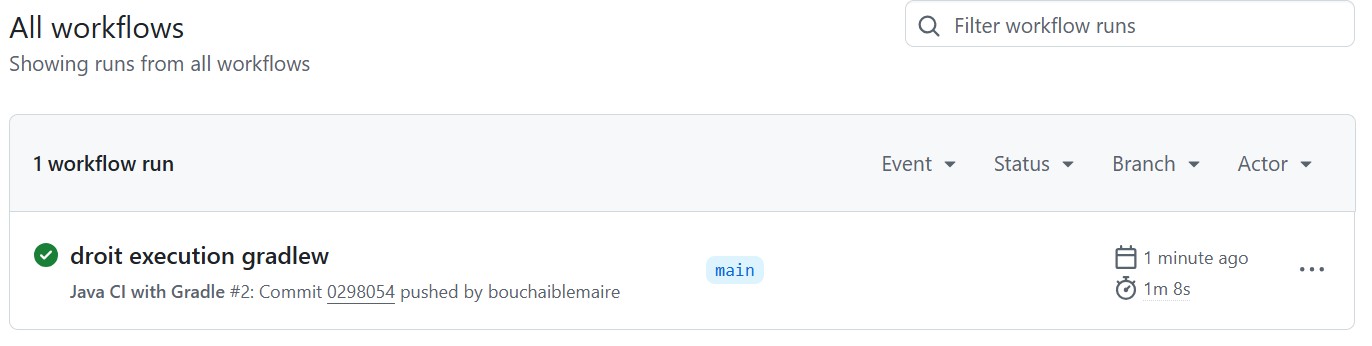 All workflows
Filter workflow runs
Showing runs from all workflows
1 workflow run
Event
Status
Branch
Actor
droit execution gradlew
main
1 minute ago
Java CI with Gradle #2: Commit 0298054 pushed by bouchaiblemaire
1m 8s